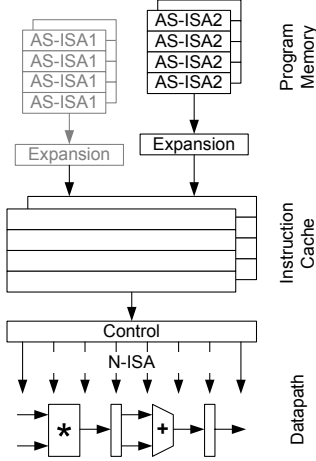 AS-ISA1
AS-ISA1
AS-ISA1
AS-ISA1
AS-ISA2
AS-ISA2
AS-ISA2
AS-ISA2
Program
Memory
Expansion
Expansion
Instruction
Cache
Control
N-ISA
*
+
Datapath